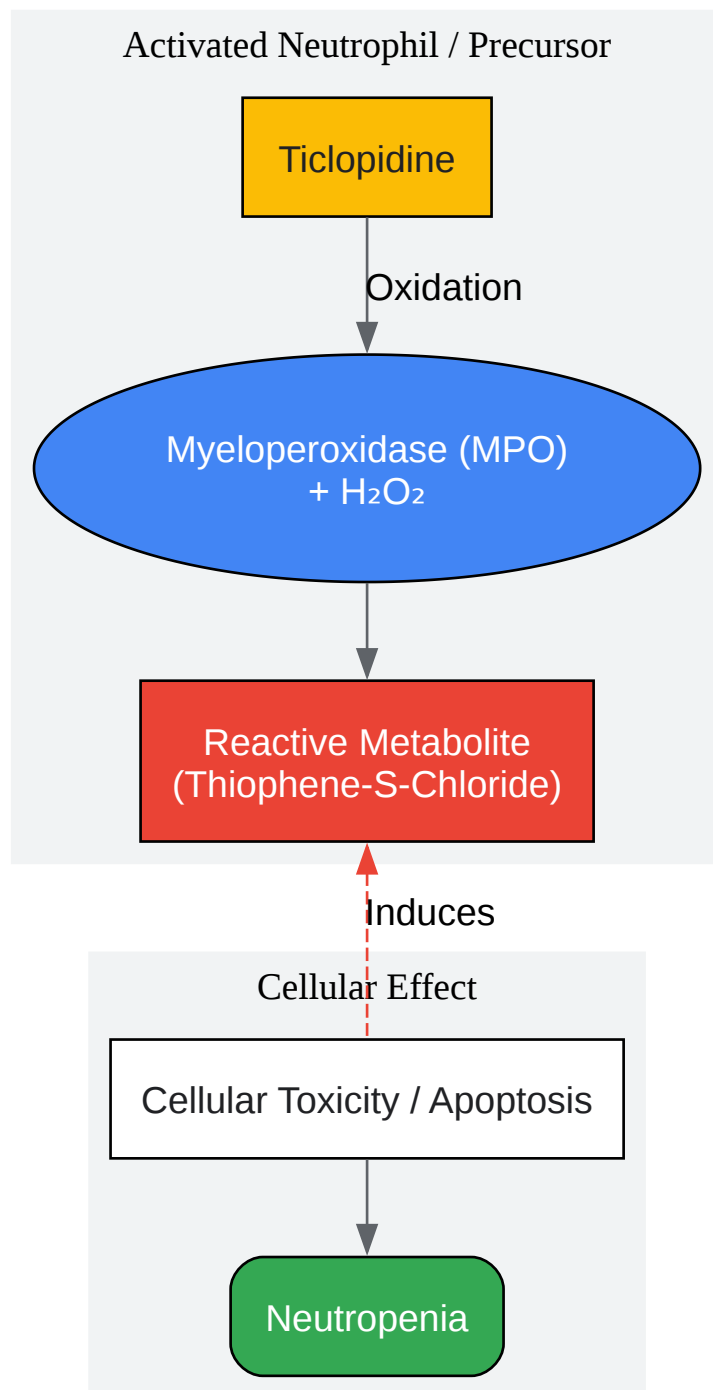 Activated Neutrophil / Precursor
Ticlopidine
Oxidation
Myeloperoxidase (MPO)
+ H₂O₂
Reactive Metabolite
(Thiophene-S-Chloride)
Induces
Cellular Effect
Cellular Toxicity / Apoptosis
Neutropenia